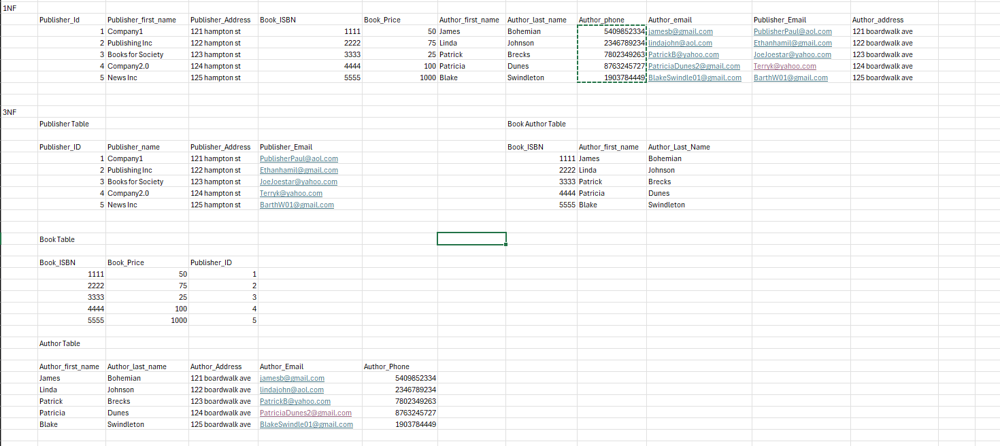 1NF
Publisher_Id Publisher_first_name Publisher_Address Book_ISBN Book_Price Author_first_name Author_last_name Author_phone Author_email Publisher_Email Author_address
1 Company1 121 hampton st 1111 50 James Bohemian 5409852334 jamesb@gmail.com PublisherPaul@aol.com 121 boardwalk ave
2 Publishing Inc 122 hampton st 2222 75 Linda Johnson 2346789234 lindajohn@aol.com Ethanhamil@gmail.com 122 boardwalk ave
3 Books for Society 123 hampton st 3333 25 Patrick Brecks 7802349263 PatrickB@yahoo.com JoeJoestar@yahoo.com 123 boardwalk ave
4 Company2.0 124 hampton st 4444 100 Patricia Dunes 8763245727 PatriciaDunes2@gmail.com Terryk@yahoo.com 124 boardwalk ave
5 News Inc 125 hampton st 5555 1000 Blake Swindleton 1903784449 BlakeSwindle01@gmail.com BarthW01@gmail.com 125 boardwalk ave
3NF
Publisher Table Book Author Table
Publisher_ID Publisher_name Publisher_Address Publisher_Email Book_ISBN Author_first_name Author_Last_Name
1 Company1 121 hampton st PublisherPaul@aol.com 1111 James Bohemian
2 Publishing Inc 122 hampton st Ethanhamil@gmail.com 2222 Linda Johnson
3 Books for Society 123 hampton st JoeJoestar@yahoo.com 3333 Patrick Brecks
4 Company2.0 124 hampton st Terryk@yahoo.com 4444 Patricia Dunes
5 News Inc 125 hampton st BarthW01@gmail.com 5555 Blake Swindleton
Book Table
Book_ISBN Book_Price Publisher_ID
1111 50 1
2222 75 2
3333 25 3
4444 100 4
5555 1000 5
Author Table
Author_first_name Author_last_name Author_Address Author_Email Author_Phone
James Bohemian 121 boardwalk ave jamesb@gmail.com 5409852334
Linda Johnson 122 boardwalk ave lindajohn@aol.com 2346789234
Patrick Brecks 123 boardwalk ave PatrickB@yahoo.com 7802349263
Patricia Dunes 124 boardwalk ave PatriciaDunes2@gmail.com 8763245727
Blake Swindleton 125 boardwalk ave BlakeSwindle01@gmail.com 1903784449